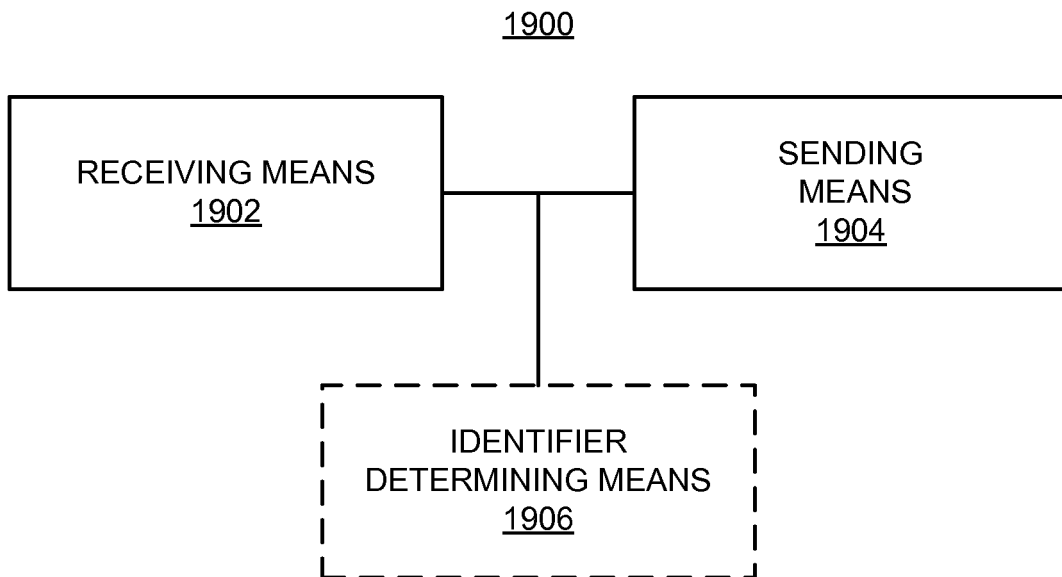 1900
RECEIVING MEANS
1902
SENDING
MEANS
1904
IDENTIFIER
DETERMINING MEANS
1906